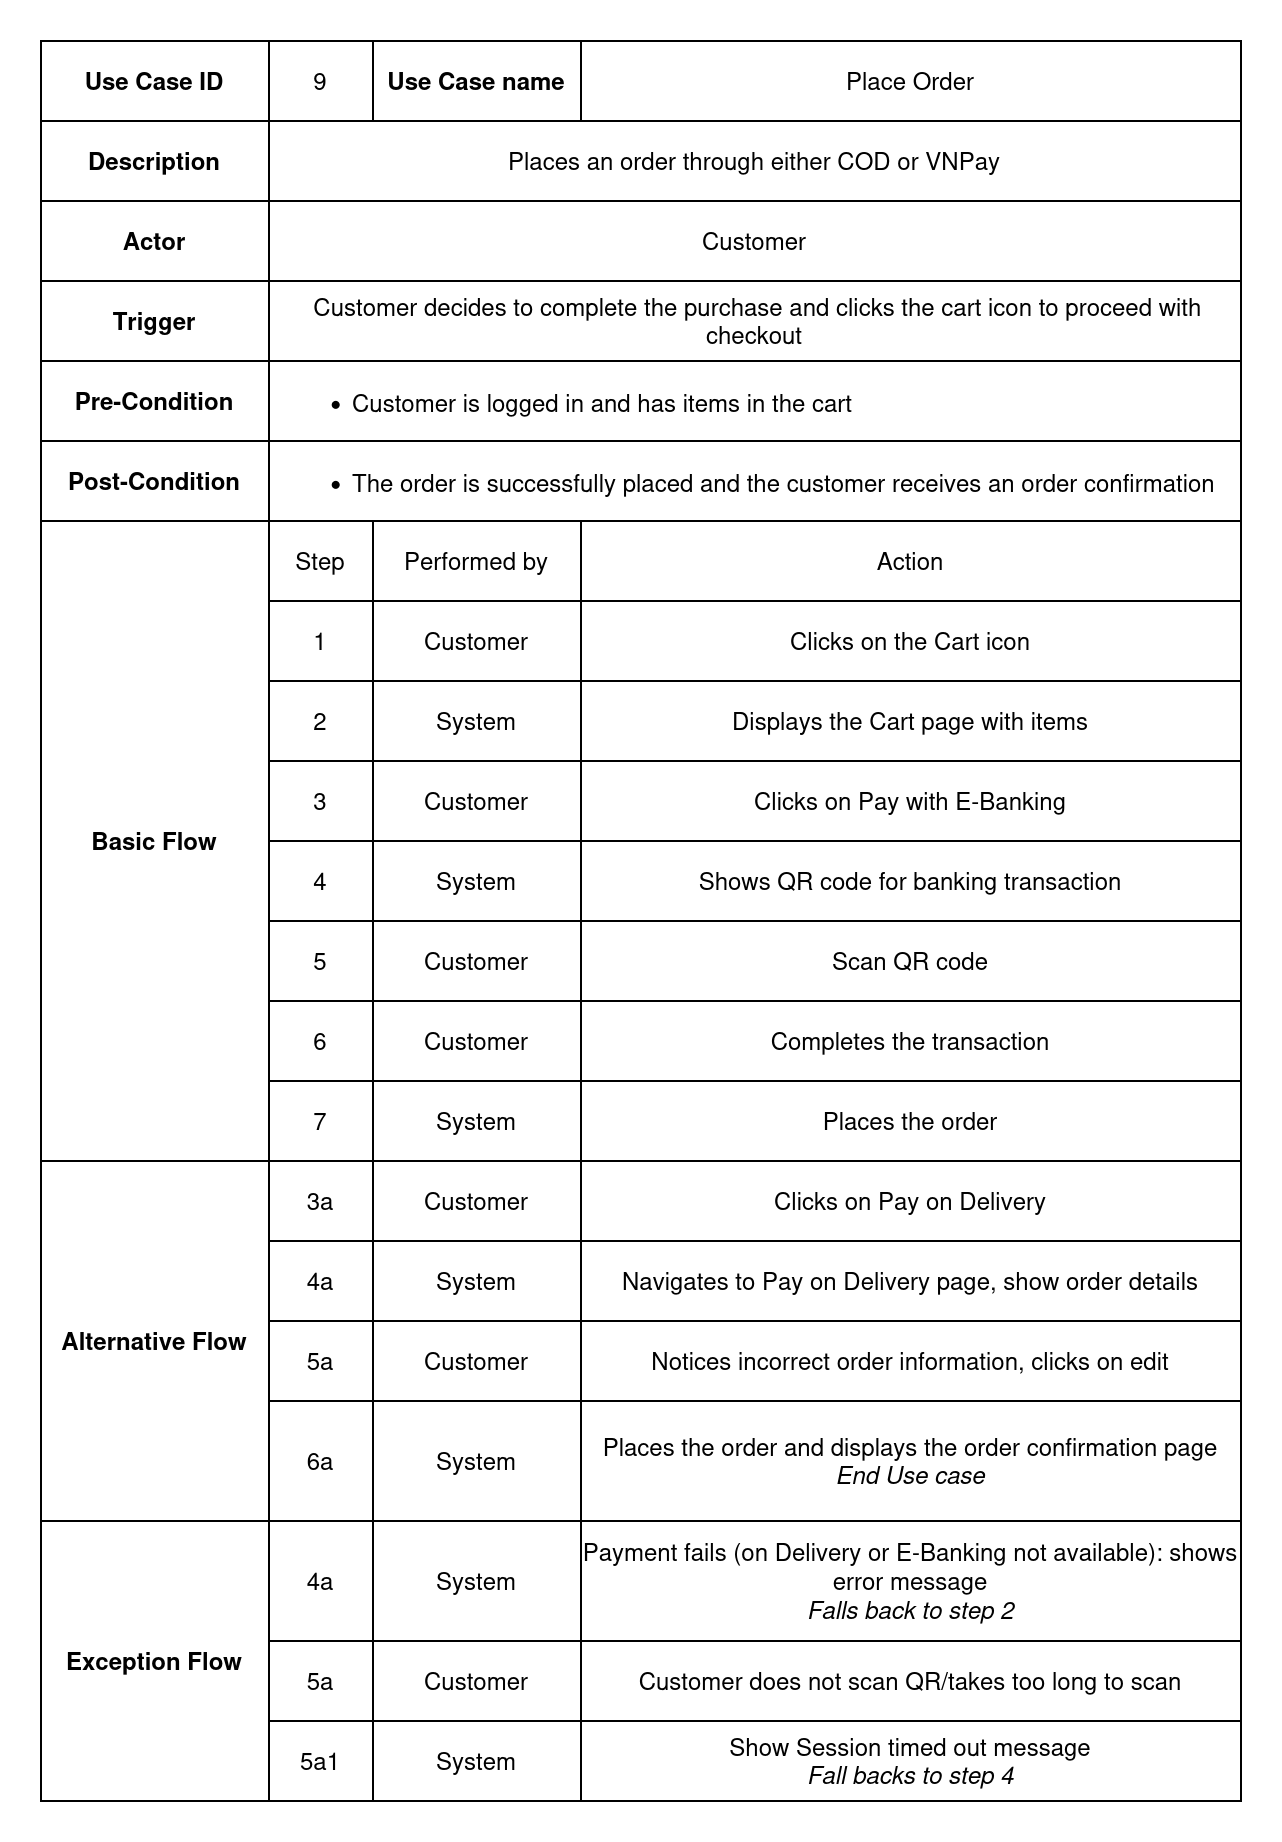 Use Case ID 9 Use Case name Place Order
Description Places an order through either COD or VNPay
Actor Customer
Trigger Customer decides to complete the purchase and clicks the cart icon to proceed with
checkout
Pre-Condition • Customer is logged in and has items in the cart
Post-Condition • The order is successfully placed and the customer receives an order confirmation
Basic Flow
Step Performed by Action
1 Customer Clicks on the Cart icon
2 System Displays the Cart page with items
3 Customer Clicks on Pay with E-Banking
4 System Shows QR code for banking transaction
5 Customer Scan QR code
6 Customer Completes the transaction
7 System Places the order
Alternative Flow
3a Customer Clicks on Pay on Delivery
4a System Navigates to Pay on Delivery page, show order details
5a Customer Notices incorrect order information, clicks on edit
6a System Places the order and displays the order confirmation page
End Use case
Exception Flow
4a System Payment fails (on Delivery or E-Banking not available): shows
error message
Falls back to step 2
5a Customer Customer does not scan QR/takes too long to scan
5a1 System Show Session timed out message
Fall backs to step 4